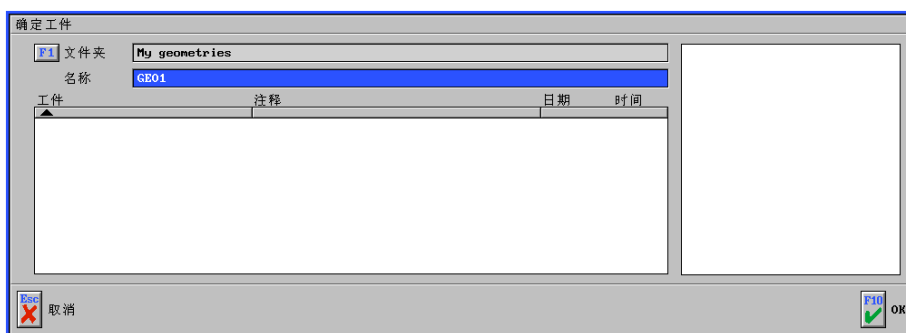 确定工件
F1 文件夹 My geometries
名称 GEO1
工件 注释 日期 时间
Esc 取消 F10 OK